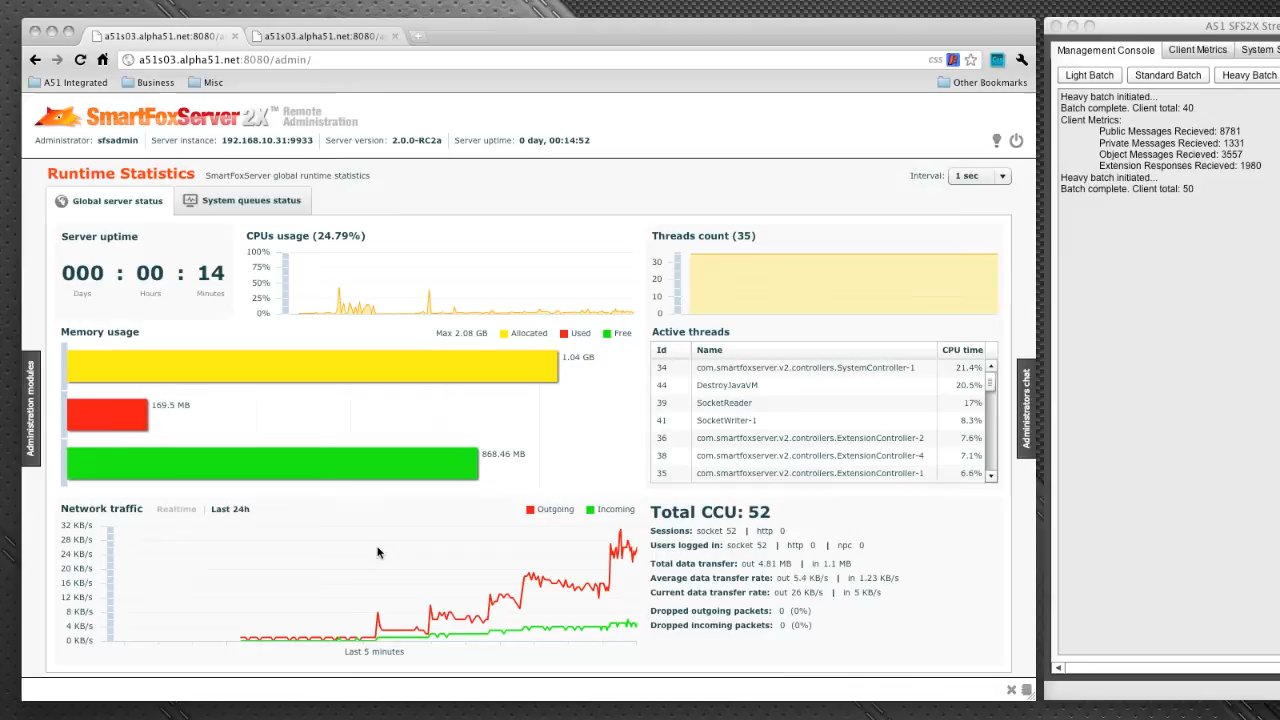 a51s03.alpha51.net:8080/a
a51s03.alpha51.net:8080/a
a51s03.alpha51.net:8080/admin/
CSS
A51 Integrated
Business
Misc
Other Bookmarks
SmartFoxServer 2X™ Remote Administration
Administrator: sfsadmin
Server instance: 192.168.10.31:9933
Server version: 2.0.0-RC2a
Server uptime: 0 day, 00:14:52
Runtime Statistics
SmartFoxServer global runtime statistics
Interval: 1 sec
Global server status
System queues status
Server uptime
000 : 00 : 14
Days Hours Minutes
CPUs usage (24.79%)
100%
75%
50%
25%
0%
Threads count (35)
30
20
10
0
Memory usage
Max 2.08 GB
Allocated
Used
Free
1.04 GB
169.5 MB
868.46 MB
Active threads
Id Name CPU time
34 com.smartfoxserver.v2.controllers.SystemController-1 21.4%
44 DestroyJavaVM 20.5%
39 SocketReader 17%
41 SocketWriter-1 8.3%
36 com.smartfoxserver.v2.controllers.ExtensionController-2 7.6%
38 com.smartfoxserver.v2.controllers.ExtensionController-4 7.1%
35 com.smartfoxserver.v2.controllers.ExtensionController-1 6.6%
Network traffic
Realtime | Last 24h
Outgoing
Incoming
32 KB/s
28 KB/s
24 KB/s
20 KB/s
16 KB/s
12 KB/s
8 KB/s
4 KB/s
0 KB/s
Last 5 minutes
Total CCU: 52
Sessions: socket 52 | http 0
Users logged in: socket 52 | http 0 | npc 0
Total data transfer: out 4.81 MB | in 1.1 MB
Average data transfer rate: out 5.4 KB/s | in 1.23 KB/s
Current data transfer rate: out 26 KB/s | in 5 KB/s
Dropped outgoing packets: 0 (0%)
Dropped incoming packets: 0 (0%)
Administration modules
Administrators chat
A51 SFS2X Stre
Management Console
Client Metrics
System S
Light Batch
Standard Batch
Heavy Batch
Heavy batch initiated...
Batch complete. Client total: 40
Client Metrics:
Public Messages Recieved: 8781
Private Messages Recieved: 1331
Object Messages Recieved: 3557
Extension Responses Recieved: 1980
Heavy batch initiated...
Batch complete. Client total: 50